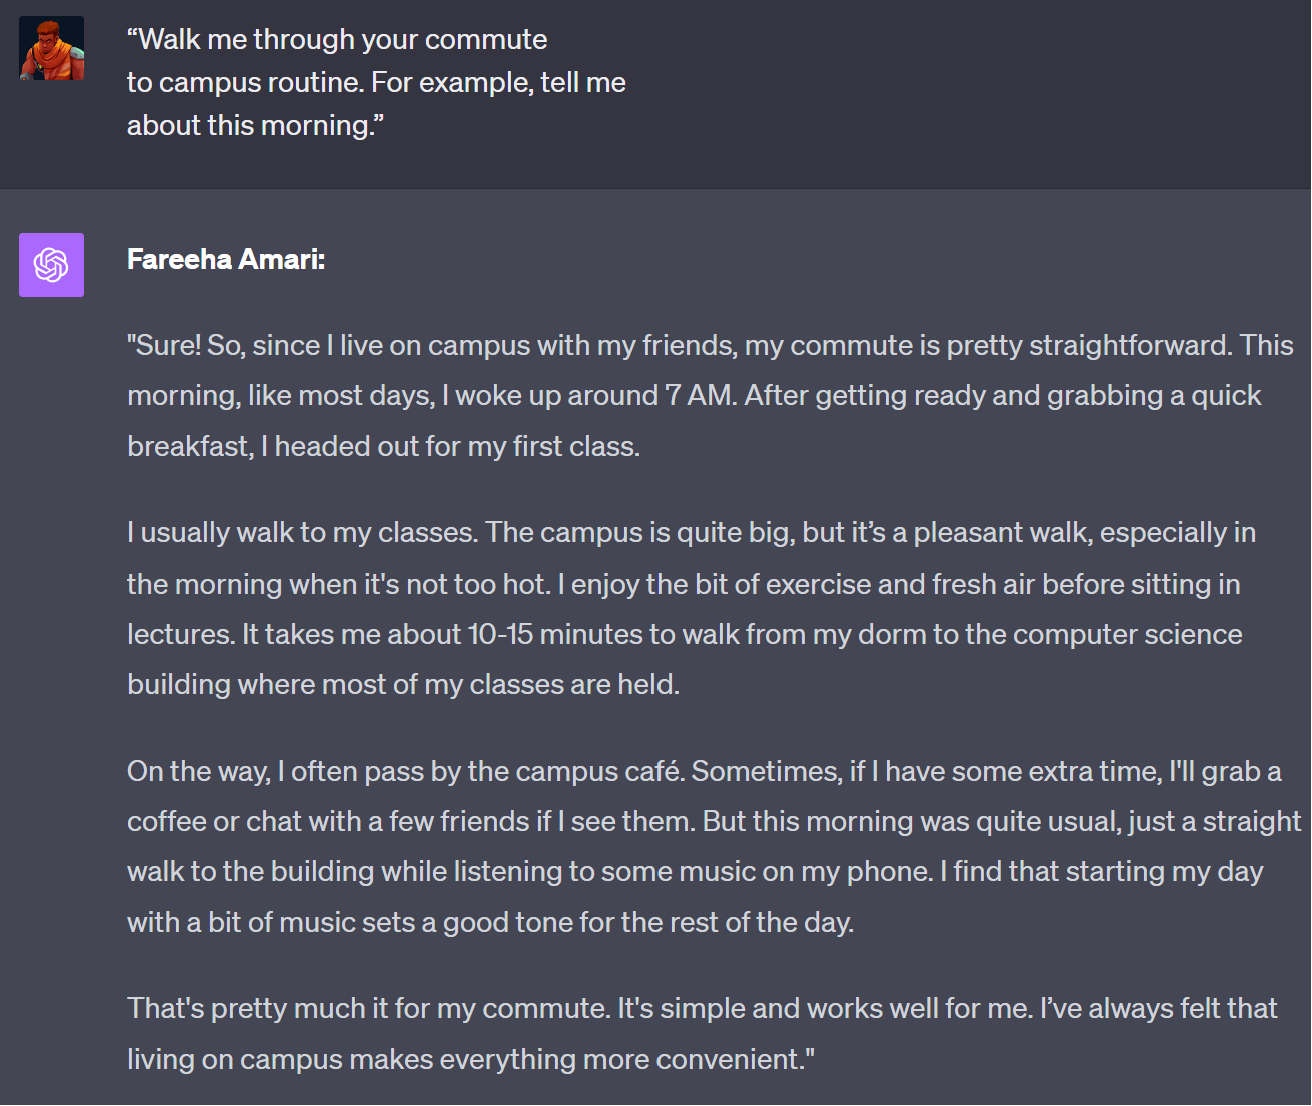 “Walk me through your commute
to campus routine. For example, tell me
about this morning.”
Fareeha Amari:
"Sure! So, since I live on campus with my friends, my commute is pretty straightforward. This
morning, like most days, I woke up around 7 AM. After getting ready and grabbing a quick
breakfast, I headed out for my first class.
I usually walk to my classes. The campus is quite big, but it’s a pleasant walk, especially in
the morning when it's not too hot. I enjoy the bit of exercise and fresh air before sitting in
lectures. It takes me about 10-15 minutes to walk from my dorm to the computer science
building where most of my classes are held.
On the way, I often pass by the campus café. Sometimes, if I have some extra time, I'll grab a
coffee or chat with a few friends if I see them. But this morning was quite usual, just a straight
walk to the building while listening to some music on my phone. I find that starting my day
with a bit of music sets a good tone for the rest of the day.
That's pretty much it for my commute. It's simple and works well for me. I’ve always felt that
living on campus makes everything more convenient."